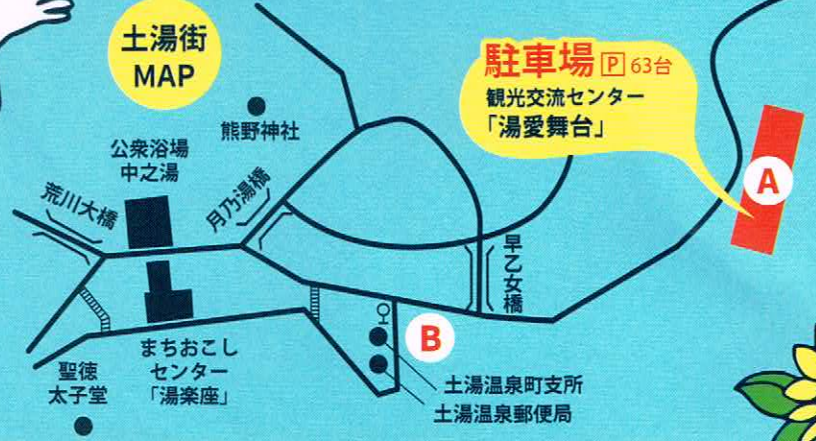 土湯街
MAP
駐車場 P 63台
観光交流センター
「湯愛舞台」
A
熊野神社
公衆浴場
中之湯
荒川大橋
月乃湯橋
早乙女橋
B
まちおこし
センター
「湯楽座」
聖徳
太子堂
土湯温泉町支所
土湯温泉郵便局